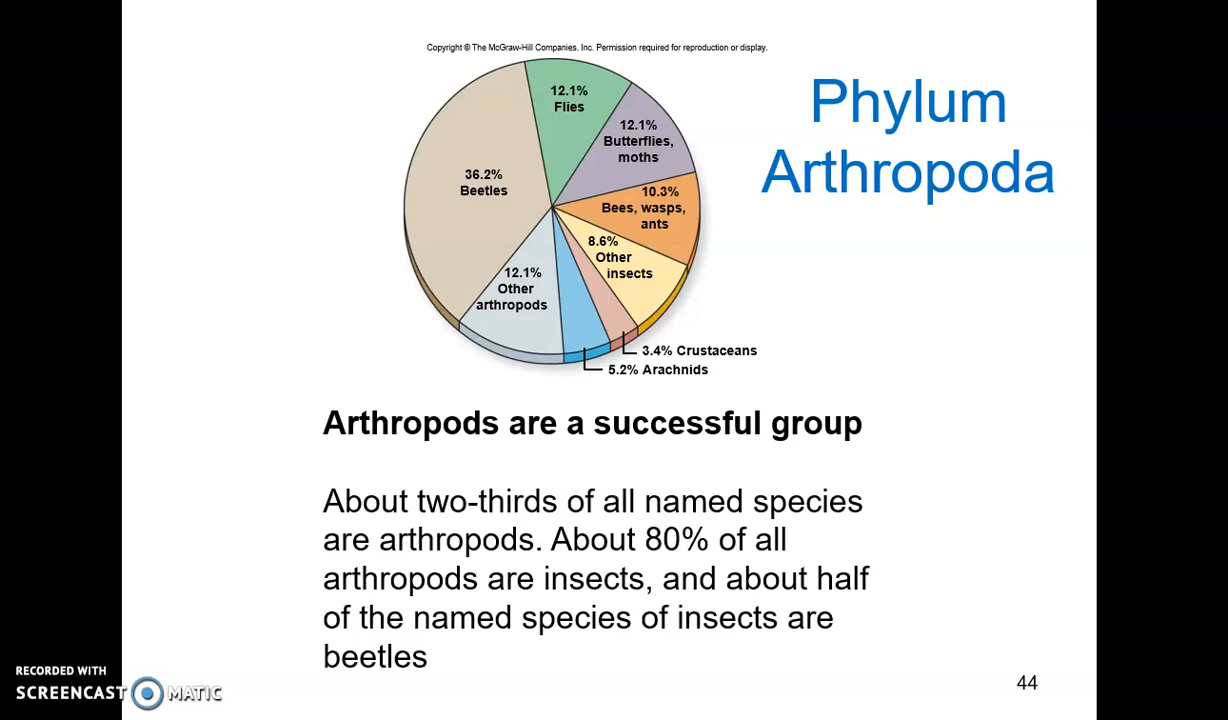 Copyright © The McGraw-Hill Companies, Inc. Permission required for reproduction or display.
Phylum
Arthropoda
12.1%
Flies
12.1%
Butterflies,
moths
36.2%
Beetles
10.3%
Bees, wasps,
ants
8.6%
Other
insects
12.1%
Other
arthropods
3.4% Crustaceans
5.2% Arachnids
Arthropods are a successful group
About two-thirds of all named species
are arthropods. About 80% of all
arthropods are insects, and about half
of the named species of insects are
beetles
RECORDED WITH
SCREENCAST MATIC
44